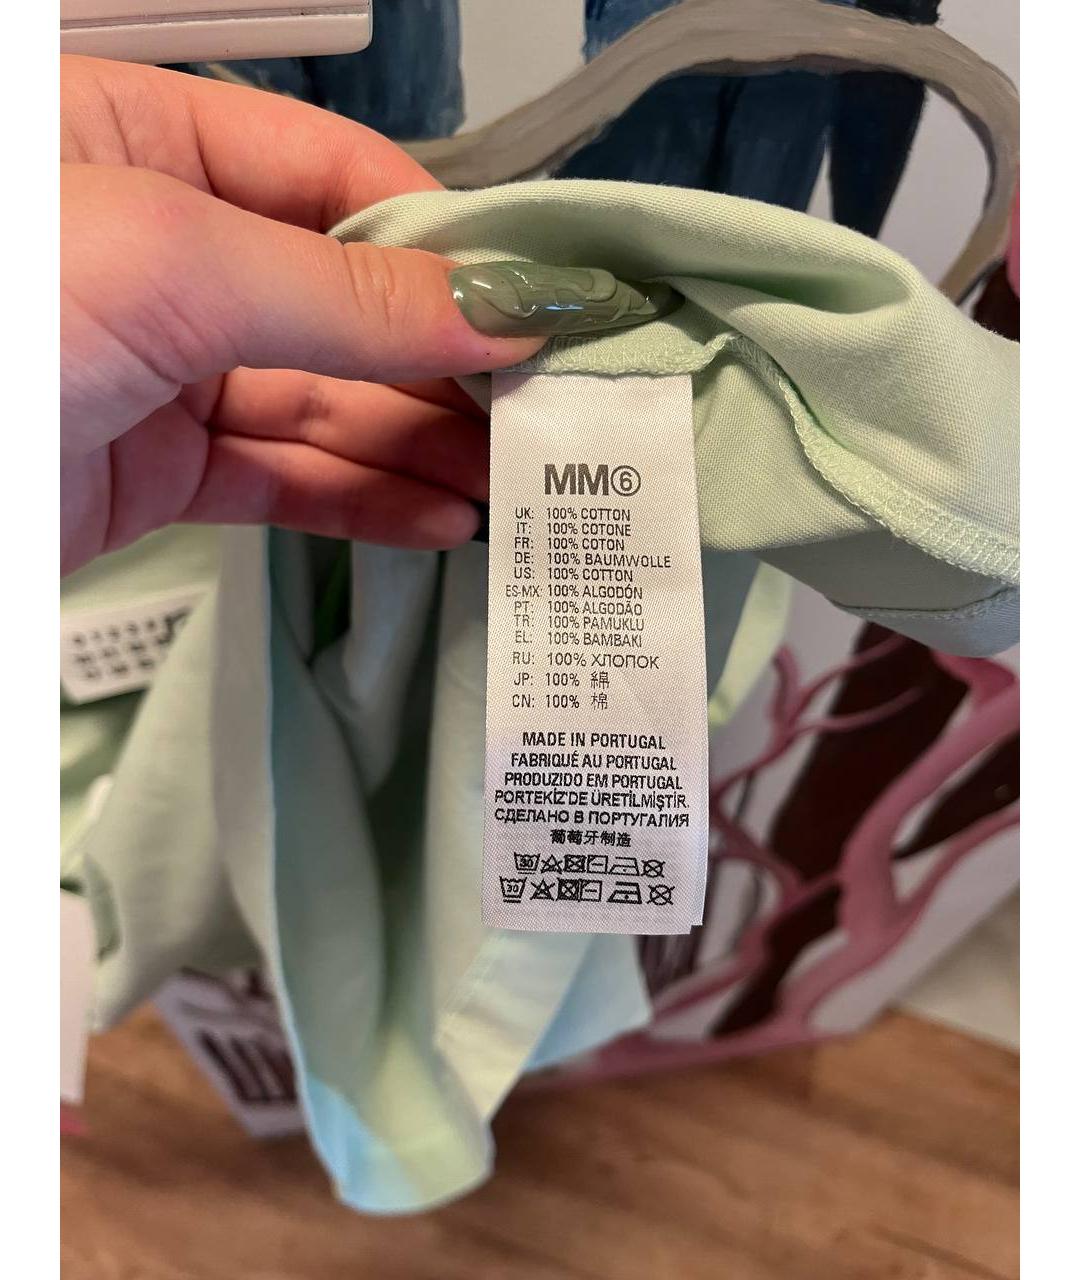 MM⑥
UK: 100% COTTON
IT: 100% COTONE
FR: 100% COTON
DE: 100% BAUMWOLLE
US: 100% COTTON
ES-MX: 100% ALGODÓN
PT: 100% ALGODÃO
TR: 100% PAMUKLU
EL: 100% BAMBAKI
RU: 100% ХЛОПОК
JP: 100% 綿
CN: 100% 棉
MADE IN PORTUGAL
FABRIQUÉ AU PORTUGAL
PRODUZIDO EM PORTUGAL
PORTEKİZ'DE ÜRETİLMİŞTİR.
СДЕЛАНО В ПОРТУГАЛИЯ
葡萄牙制造
30
30